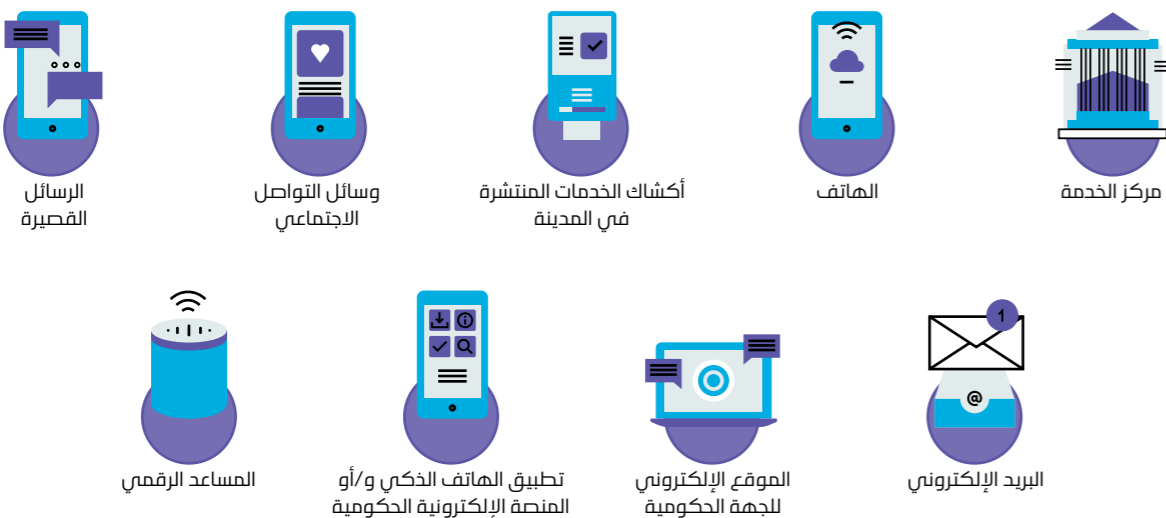 مركز الخدمة
الهاتف
أكشاك الخدمات المنتشرة
في المدينة
وسائل التواصل
الاجتماعي
الرسائل
القصيرة
1
@
البريد الإلكتروني
الموقع الإلكتروني
للجهة الحكومية
تطبيق الهاتف الذكي و/أو
المنصة الإلكترونية الحكومية
المساعد الرقمي